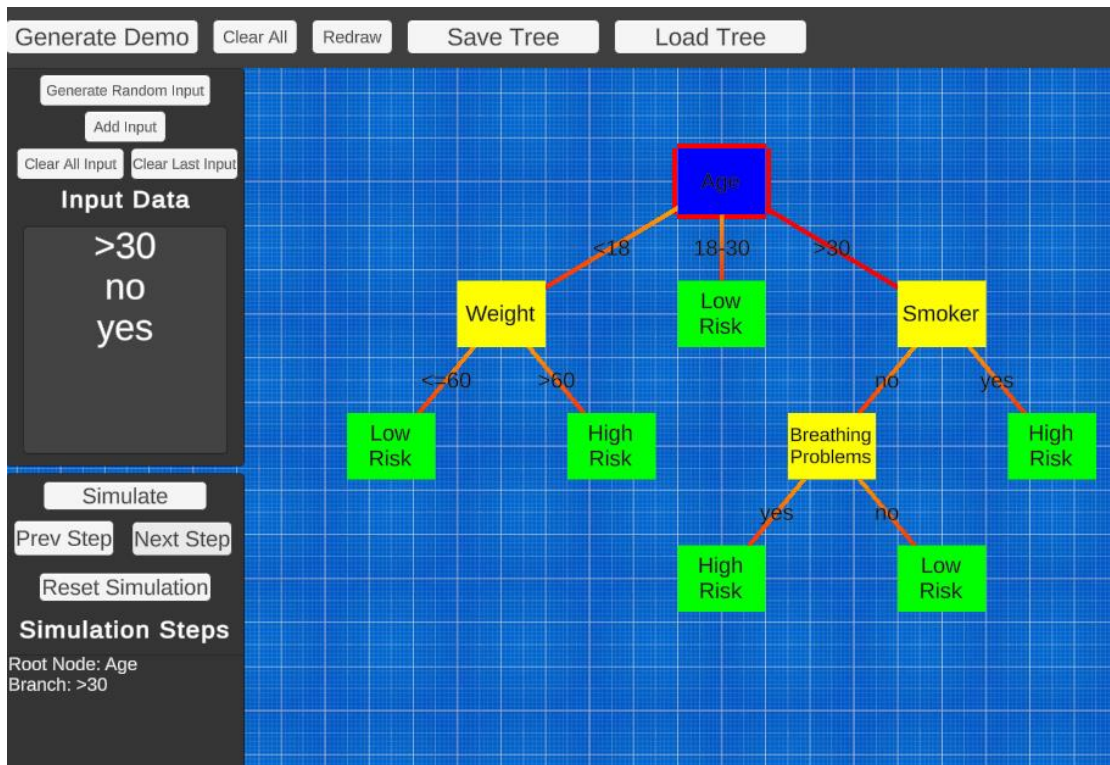 Generate Demo Clear All Redraw Save Tree Load Tree
Generate Random Input
Add Input
Clear All Input Clear Last Input
Input Data
>30
no
yes
Simulate
Prev Step Next Step
Reset Simulation
Simulation Steps
Root Node: Age
Branch: >30
Age
<18 18-30 >30
Weight
Low
Risk
Smoker
<=60 >60
no yes
Low
Risk
High
Risk
Breathing
Problems
High
Risk
yes no
High
Risk
Low
Risk